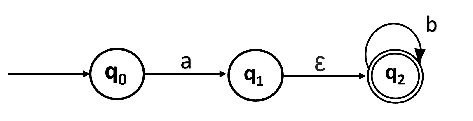 b
a
ε
q₀
q₁
q₂